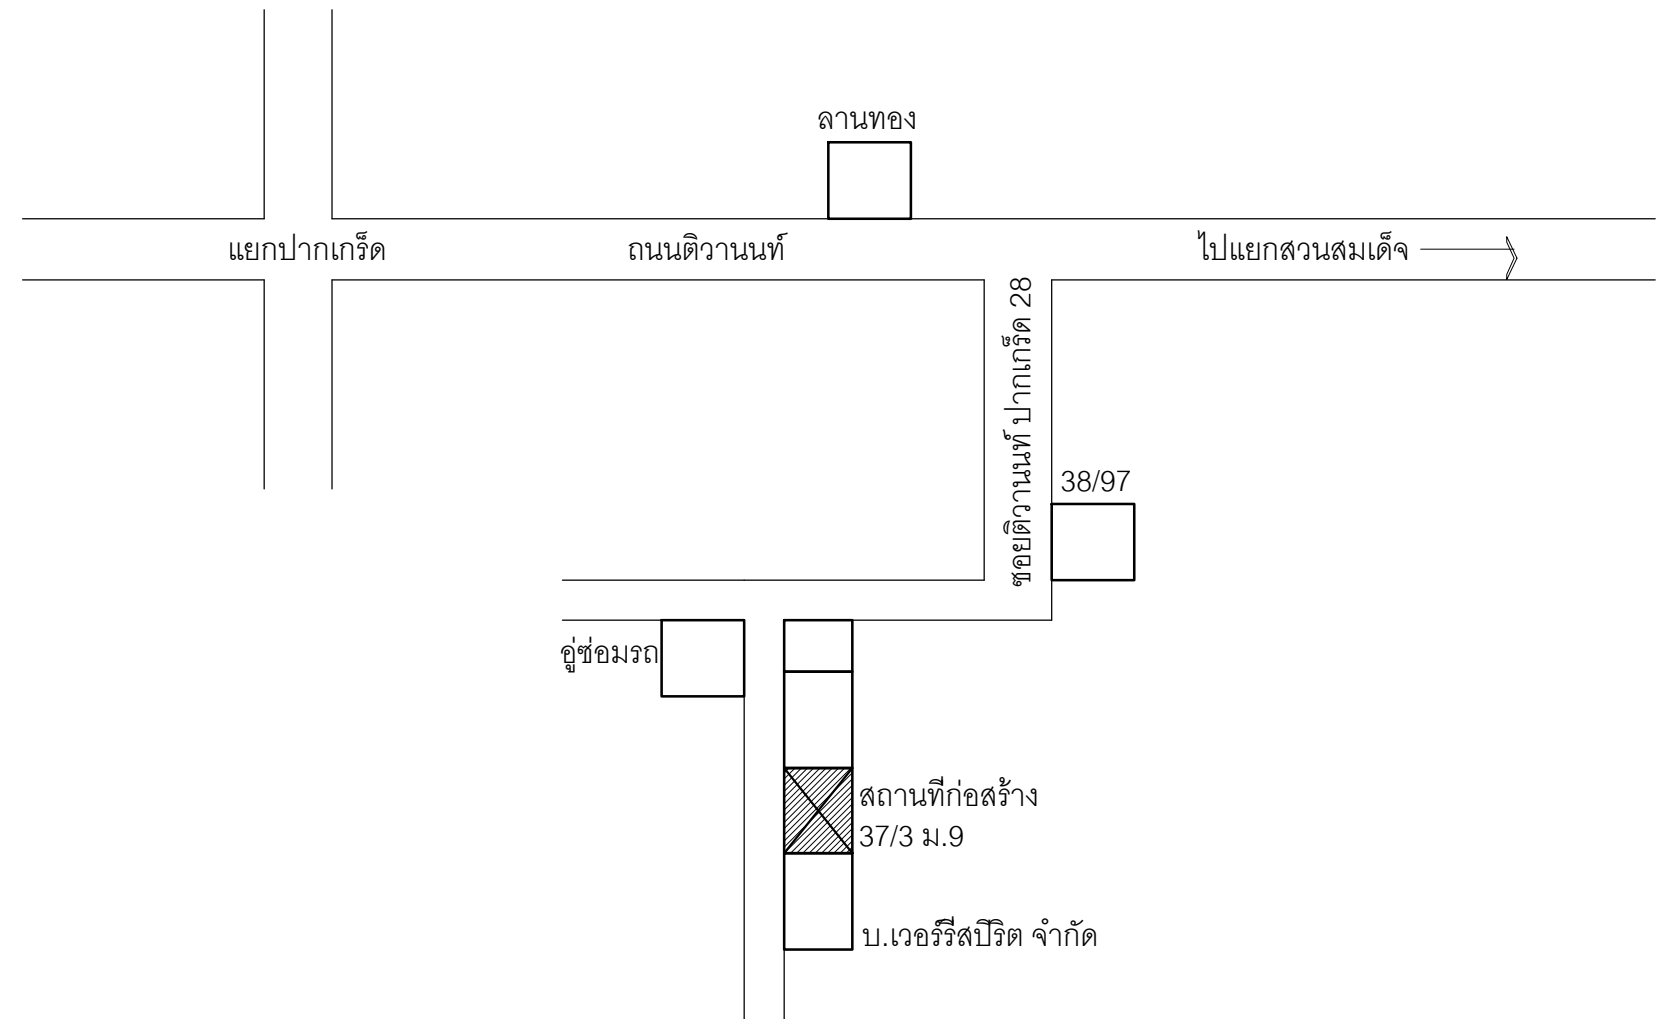 ลานทอง
แยกปากเกร็ด
ถนนติวานนท์
ไปแยกสวนสมเด็จ
ซอยติวานนท์ ปากเกร็ด 28
38/97
อู่ซ่อมรถ
สถานที่ก่อสร้าง
37/3 ม.9
บ.เวอร์รี่สปิริต จำกัด